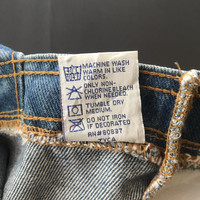 MACHINE WASH
WARM IN LIKE
COLORS.
ONLY NON-
CHLORINE BLEACH
WHEN NEEDED.
TUMBLE DRY
MEDIUM.
DO NOT IRON
IF DECORATED
RN#80837